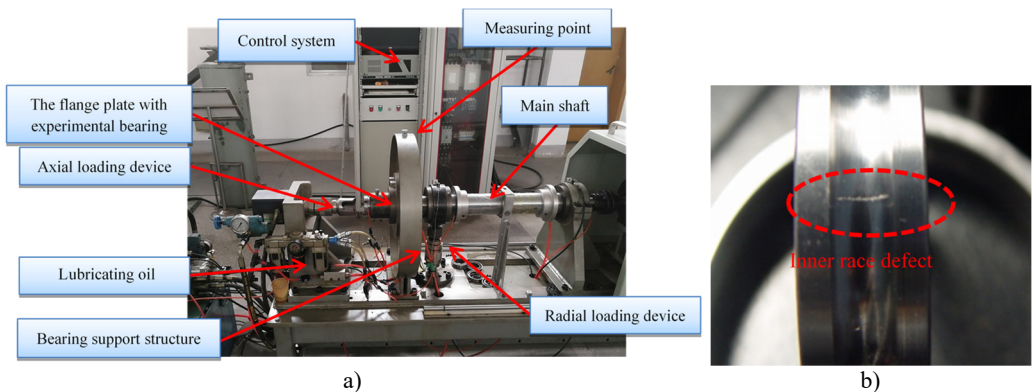 Control system
Measuring point
The flange plate with
experimental bearing
Main shaft
Axial loading device
Lubricating oil
Bearing support structure
Radial loading device
Inner race defect
a)
b)